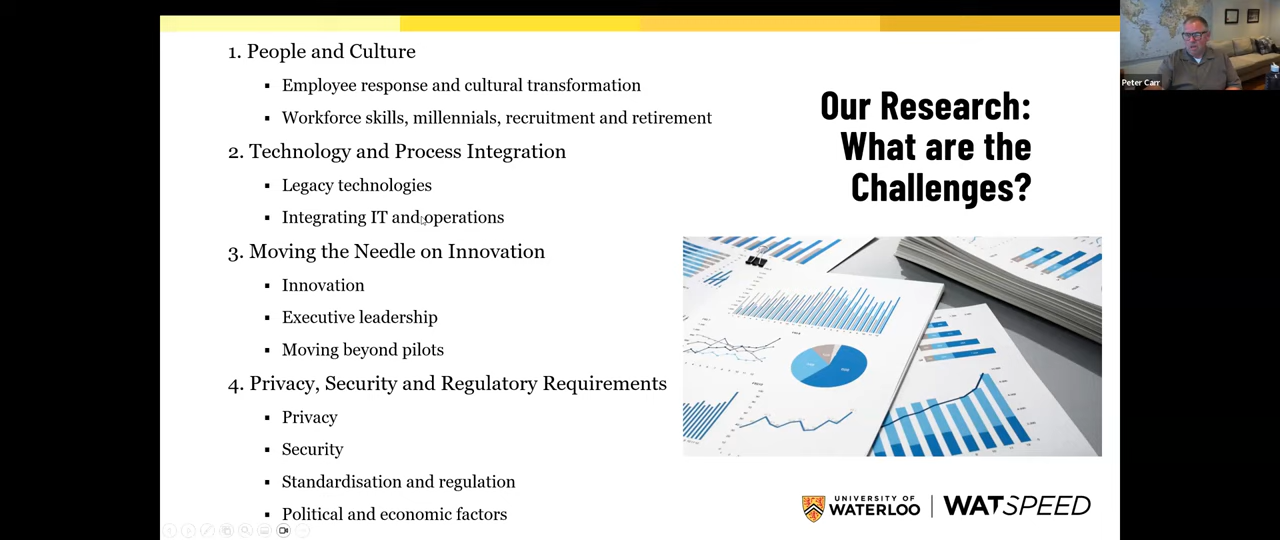 1. People and Culture
▪ Employee response and cultural transformation
▪ Workforce skills, millennials, recruitment and retirement
2. Technology and Process Integration
▪ Legacy technologies
▪ Integrating IT and operations
3. Moving the Needle on Innovation
▪ Innovation
▪ Executive leadership
▪ Moving beyond pilots
4. Privacy, Security and Regulatory Requirements
▪ Privacy
▪ Security
▪ Standardisation and regulation
▪ Political and economic factors
Our Research:
What are the
Challenges?
UNIVERSITY OF
WATERLOO
WATSPEED
Peter Carr